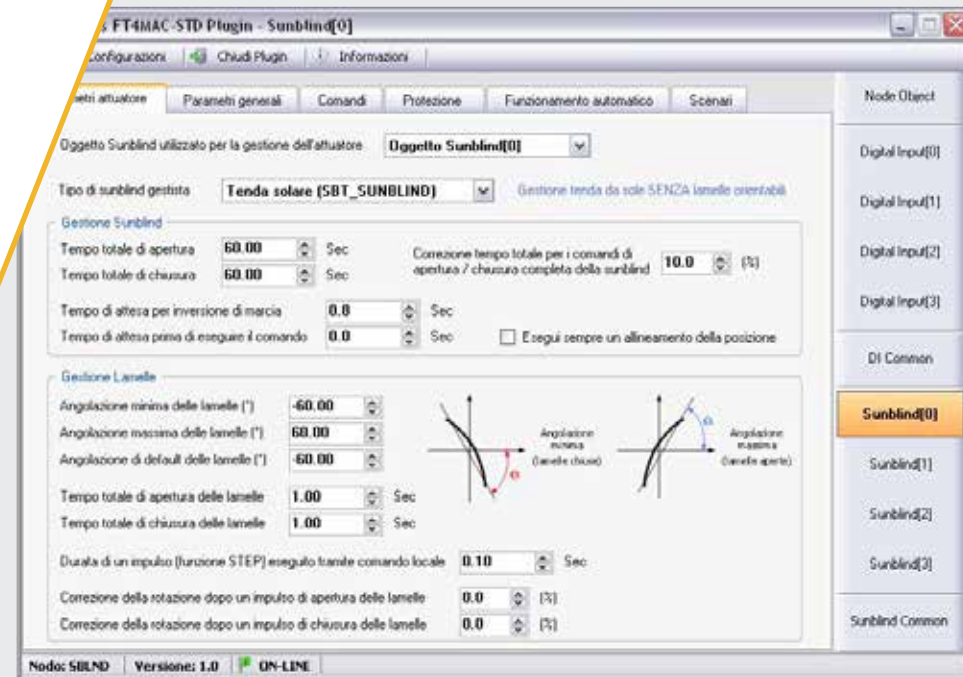 FT4MAC-STD Plugin - Sunblind[0]
Configurazioni Chiudi Plugin Informazioni
metri attuatore Parametri generali Comandi Protezione Funzionamento automatico Scenari
Oggetto Sunblind utilizzato per la gestione dell'attuatore Oggetto Sunblind[0]
Tipo di sunblind gestista Tenda solare (SBT_SUNBLIND) Gestione tenda da sole SENZA lamelle orientabili
Gestione Sunblind
Tempo totale di apertura 60.00 Sec
Tempo totale di chiusura 60.00 Sec
Correzione tempo totale per i comandi di
apertura / chiusura completa della sunblind 10.0 (%)
Tempo di attesa per inversione di marcia 0.8 Sec
Tempo di attesa prima di eseguire il comando 0.0 Sec
Esegui sempre un allineamento della posizione
Gestione Lamelle
Angolazione minima delle lamelle (°) -60.00
Angolazione massima delle lamelle (°) 60.00
Angolazione di default delle lamelle (°) -60.00
Angolazione
minima
(lamelle chiuse)
α
Angolazione
massima
(lamelle aperte)
α
Tempo totale di apertura delle lamelle 1.00 Sec
Tempo totale di chiusura delle lamelle 1.00 Sec
Durata di un impulso (funzione STEP) eseguito tramite comando locale 0.10 Sec
Correzione della rotazione dopo un impulso di apertura delle lamelle 0.0 (%)
Correzione della rotazione dopo un impulso di chiusura delle lamelle 0.0 (%)
Node Object
Digital Input[0]
Digital Input[1]
Digital Input[2]
Digital Input[3]
DI Common
Sunblind[0]
Sunblind[1]
Sunblind[2]
Sunblind[3]
Sunblind Common
Nodo: SBLND Versione: 1.0 ON-LINE